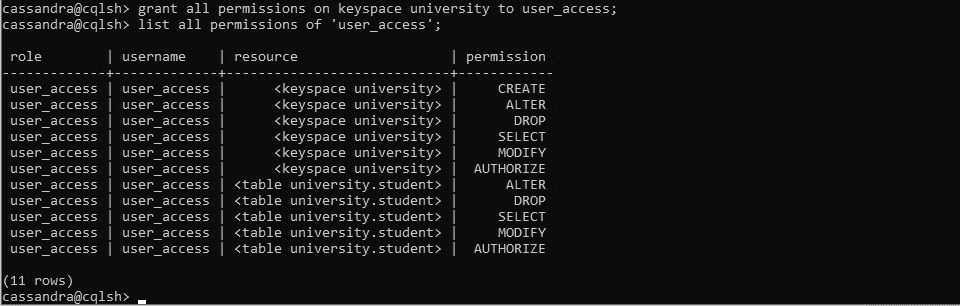 cassandra@cqlsh> grant all permissions on keyspace university to user_access;
cassandra@cqlsh> list all permissions of 'user_access';
role | username | resource | permission
-------------+-------------+----------------------------+------------
user_access | user_access | <keyspace university> | CREATE
user_access | user_access | <keyspace university> | ALTER
user_access | user_access | <keyspace university> | DROP
user_access | user_access | <keyspace university> | SELECT
user_access | user_access | <keyspace university> | MODIFY
user_access | user_access | <keyspace university> | AUTHORIZE
user_access | user_access | <table university.student> | ALTER
user_access | user_access | <table university.student> | DROP
user_access | user_access | <table university.student> | SELECT
user_access | user_access | <table university.student> | MODIFY
user_access | user_access | <table university.student> | AUTHORIZE
(11 rows)
cassandra@cqlsh>